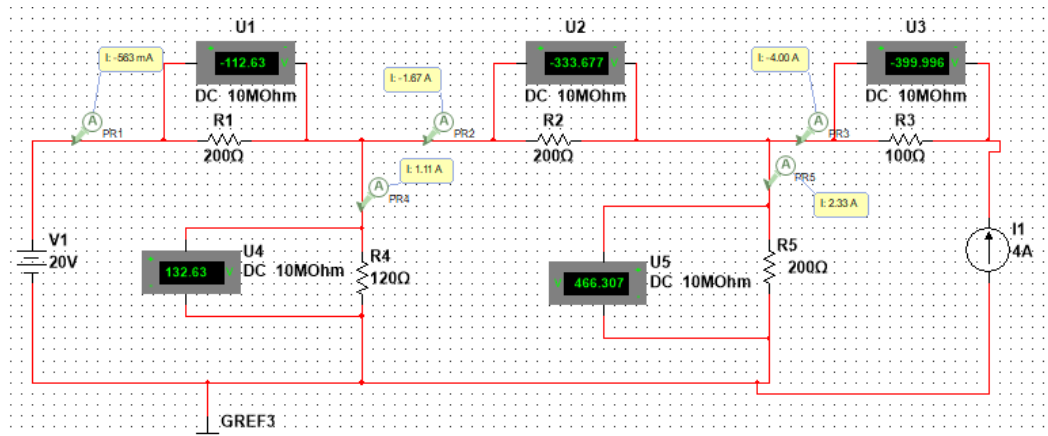 U1
U2
U3
I: -563 mA
-112.63
V
DC 10MOhm
I: -1.67 A
-333.677
V
DC 10MOhm
I: -4.00 A
-399.996
V
DC 10MOhm
A
PR1
R1
200Ω
A
PR2
R2
200Ω
A
PR3
R3
100Ω
A
PR4
I: 1.11 A
A
PR5
I: 2.33 A
V1
20V
U4
132.63
V
DC 10MOhm
R4
120Ω
U5
V
466.307
DC 10MOhm
R5
200Ω
I1
4A
GREF3